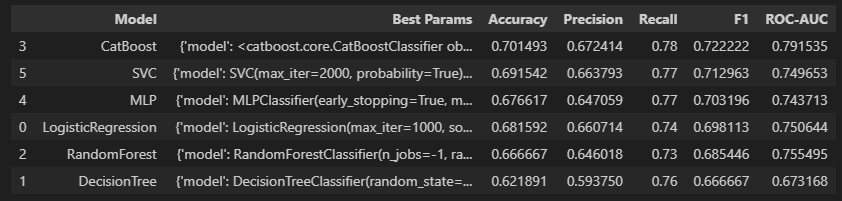 Model Best Params Accuracy Precision Recall F1 ROC-AUC
3 CatBoost {'model': <catboost.core.CatBoostClassifier ob... 0.701493 0.672414 0.78 0.722222 0.791535
5 SVC {'model': SVC(max_iter=2000, probability=True)... 0.691542 0.663793 0.77 0.712963 0.749653
4 MLP {'model': MLPClassifier(early_stopping=True, m... 0.676617 0.647059 0.77 0.703196 0.743713
0 LogisticRegression {'model': LogisticRegression(max_iter=1000, so... 0.681592 0.660714 0.74 0.698113 0.750644
2 RandomForest {'model': RandomForestClassifier(n_jobs=-1, ra... 0.666667 0.646018 0.73 0.685446 0.755495
1 DecisionTree {'model': DecisionTreeClassifier(random_state=... 0.621891 0.593750 0.76 0.666667 0.673168